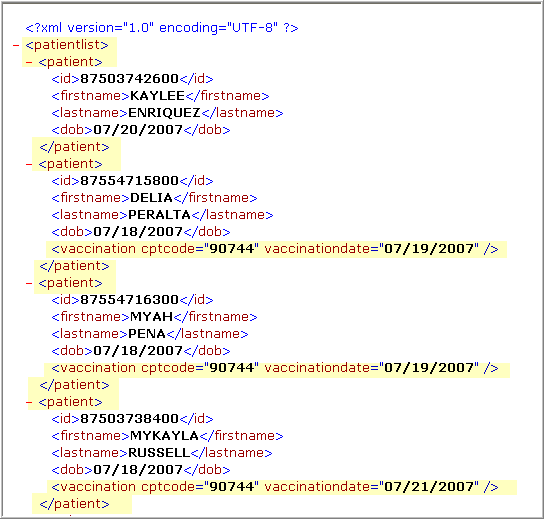 <?xml version="1.0" encoding="UTF-8" ?>
− <patientlist>
− <patient>
<id>87503742600</id>
<firstname>KAYLEE</firstname>
<lastname>ENRIQUEZ</lastname>
<dob>07/20/2007</dob>
</patient>
− <patient>
<id>87554715800</id>
<firstname>DELIA</firstname>
<lastname>PERALTA</lastname>
<dob>07/18/2007</dob>
<vaccination cptcode="90744" vaccinationdate="07/19/2007" />
</patient>
− <patient>
<id>87554716300</id>
<firstname>MYAH</firstname>
<lastname>PENA</lastname>
<dob>07/18/2007</dob>
<vaccination cptcode="90744" vaccinationdate="07/19/2007" />
</patient>
− <patient>
<id>87503738400</id>
<firstname>MYKAYLA</firstname>
<lastname>RUSSELL</lastname>
<dob>07/18/2007</dob>
<vaccination cptcode="90744" vaccinationdate="07/21/2007" />
</patient>